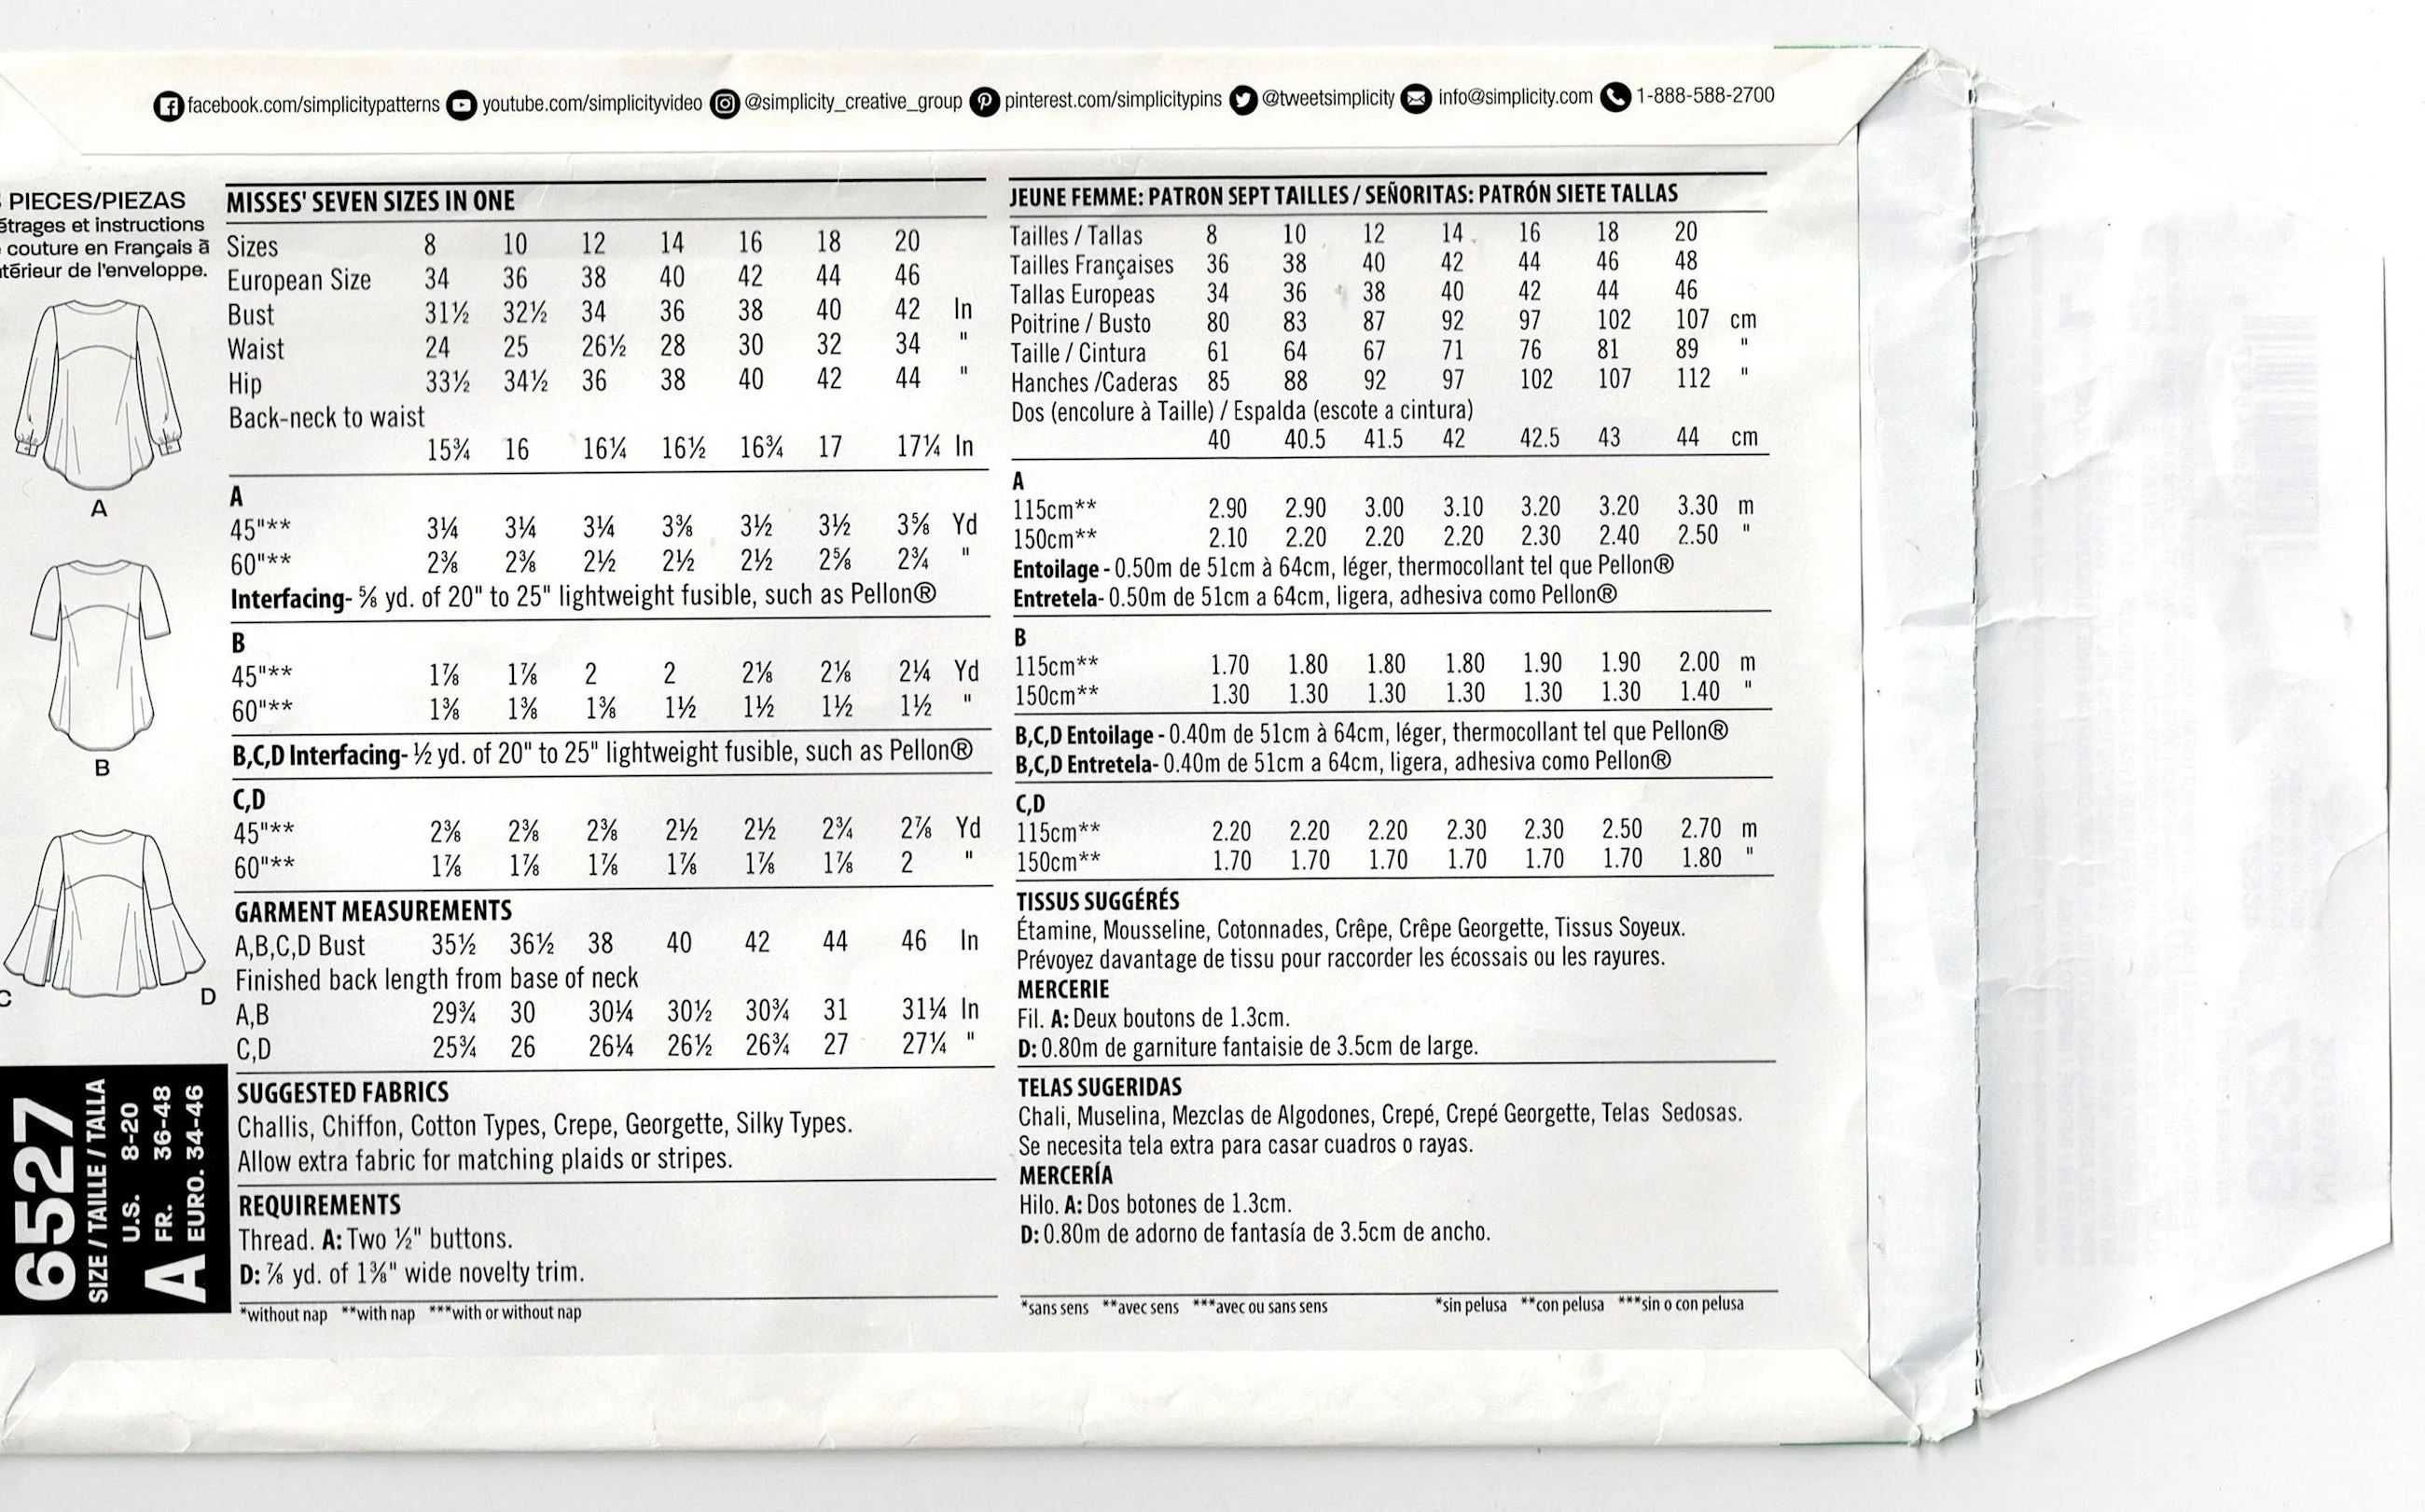 facebook.com/simplicitypatterns youtube.com/simplicityvideo @simplicity_creative_group pinterest.com/simplicitypins @tweetsimplicity info@simplicity.com 1-888-588-2700
PIECES/PIEZAS
et instructions
couture en Français à
de l'enveloppe.
A
B
C
D
6527
SIZE / TAILLE / TALLA
U.S. 8-20
FR. 36-48
EURO. 34-46
A
MISSES' SEVEN SIZES IN ONE
Sizes 8 10 12 14 16 18 20
European Size 34 36 38 40 42 44 46
Bust 31½ 32½ 34 36 38 40 42 In
Waist 24 25 26½ 28 30 32 34 "
Hip 33½ 34½ 36 38 40 42 44 "
Back-neck to waist
15¾ 16 16¼ 16½ 16¾ 17 17¼ In
A
45"** 3¼ 3¼ 3¼ 3⅜ 3½ 3½ 3⅝ Yd
60"** 2⅜ 2⅜ 2½ 2½ 2½ 2⅝ 2¾ "
Interfacing- ⅝ yd. of 20" to 25" lightweight fusible, such as Pellon®
B
45"** 1⅞ 1⅞ 2 2 2⅛ 2⅛ 2¼ Yd
60"** 1⅜ 1⅜ 1⅜ 1½ 1½ 1½ 1½ "
B,C,D Interfacing- ½ yd. of 20" to 25" lightweight fusible, such as Pellon®
C,D
45"** 2⅜ 2⅜ 2⅜ 2½ 2½ 2¾ 2⅞ Yd
60"** 1⅞ 1⅞ 1⅞ 1⅞ 1⅞ 1⅞ 2 "
GARMENT MEASUREMENTS
A,B,C,D Bust 35½ 36½ 38 40 42 44 46 In
Finished back length from base of neck
A,B 29¾ 30 30¼ 30½ 30¾ 31 31¼ In
C,D 25¾ 26 26¼ 26½ 26¾ 27 27¼ "
SUGGESTED FABRICS
Challis, Chiffon, Cotton Types, Crepe, Georgette, Silky Types.
Allow extra fabric for matching plaids or stripes.
REQUIREMENTS
Thread. A: Two ½" buttons.
D: ⅞ yd. of 1⅜" wide novelty trim.
*without nap **with nap ***with or without nap
JEUNE FEMME: PATRON SEPT TAILLES / SEÑORITAS: PATRÓN SIETE TALLAS
Tailles / Tallas 8 10 12 14 16 18 20
Tailles Françaises 36 38 40 42 44 46 48
Tallas Europeas 34 36 38 40 42 44 46
Poitrine / Busto 80 83 87 92 97 102 107 cm
Taille / Cintura 61 64 67 71 76 81 89 "
Hanches /Caderas 85 88 92 97 102 107 112 "
Dos (encolure à Taille) / Espalda (escote a cintura)
40 40.5 41.5 42 42.5 43 44 cm
A
115cm** 2.90 2.90 3.00 3.10 3.20 3.20 3.30 m
150cm** 2.10 2.20 2.20 2.20 2.30 2.40 2.50 "
Entoilage - 0.50m de 51cm à 64cm, léger, thermocollant tel que Pellon®
Entretela- 0.50m de 51cm a 64cm, ligera, adhesiva como Pellon®
B
115cm** 1.70 1.80 1.80 1.80 1.90 1.90 2.00 m
150cm** 1.30 1.30 1.30 1.30 1.30 1.30 1.40 "
B,C,D Entoilage - 0.40m de 51cm à 64cm, léger, thermocollant tel que Pellon®
B,C,D Entretela- 0.40m de 51cm a 64cm, ligera, adhesiva como Pellon®
C,D
115cm** 2.20 2.20 2.20 2.30 2.30 2.50 2.70 m
150cm** 1.70 1.70 1.70 1.70 1.70 1.70 1.80 "
TISSUS SUGGÉRÉS
Étamine, Mousseline, Cotonnades, Crêpe, Crêpe Georgette, Tissus Soyeux.
Prévoyez davantage de tissu pour raccorder les écossais ou les rayures.
MERCERIE
Fil. A: Deux boutons de 1.3cm.
D: 0.80m de garniture fantaisie de 3.5cm de large.
TELAS SUGERIDAS
Chali, Muselina, Mezclas de Algodones, Crepé, Crepé Georgette, Telas Sedosas.
Se necesita tela extra para casar cuadros o rayas.
MERCERÍA
Hilo. A: Dos botones de 1.3cm.
D: 0.80m de adorno de fantasía de 3.5cm de ancho.
*sans sens **avec sens ***avec ou sans sens *sin pelusa **con pelusa ***sin o con pelusa